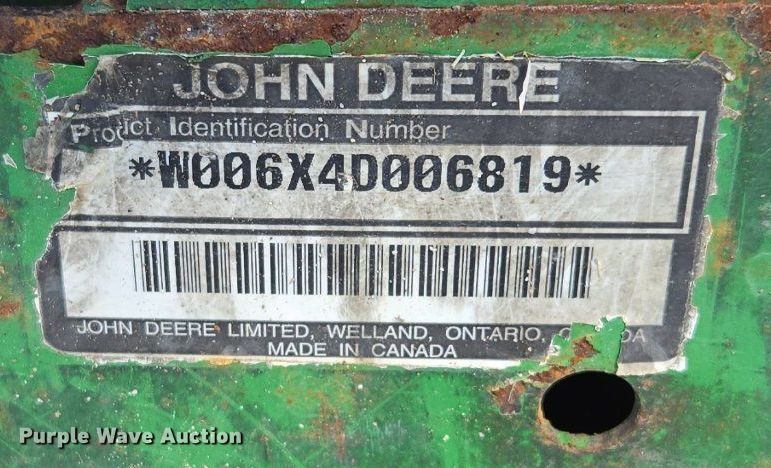 JOHN DEERE
Product Identification Number
*W006X4D006819*
JOHN DEERE LIMITED, WELLAND, ONTARIO,
MADE IN CANADA
Purple Wave Auction